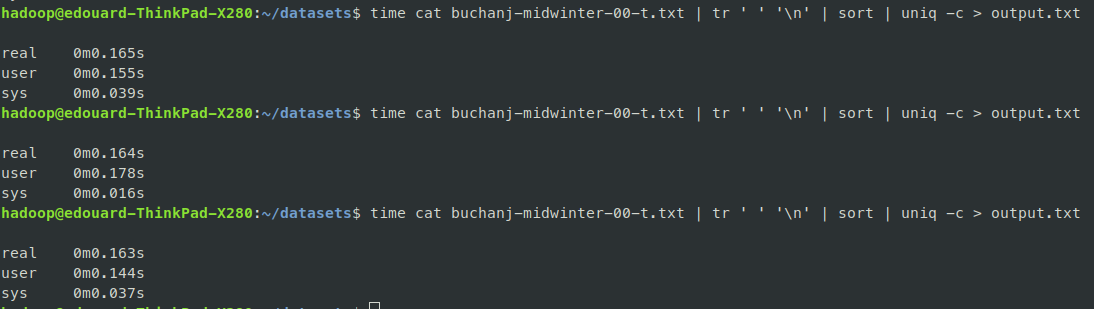 hadoop@edouard-ThinkPad-X280:~/datasets$ time cat buchanj-midwinter-00-t.txt | tr ' ' '\n' | sort | uniq -c > output.txt
real 0m0.165s
user 0m0.155s
sys 0m0.039s
hadoop@edouard-ThinkPad-X280:~/datasets$ time cat buchanj-midwinter-00-t.txt | tr ' ' '\n' | sort | uniq -c > output.txt
real 0m0.164s
user 0m0.178s
sys 0m0.016s
hadoop@edouard-ThinkPad-X280:~/datasets$ time cat buchanj-midwinter-00-t.txt | tr ' ' '\n' | sort | uniq -c > output.txt
real 0m0.163s
user 0m0.144s
sys 0m0.037s